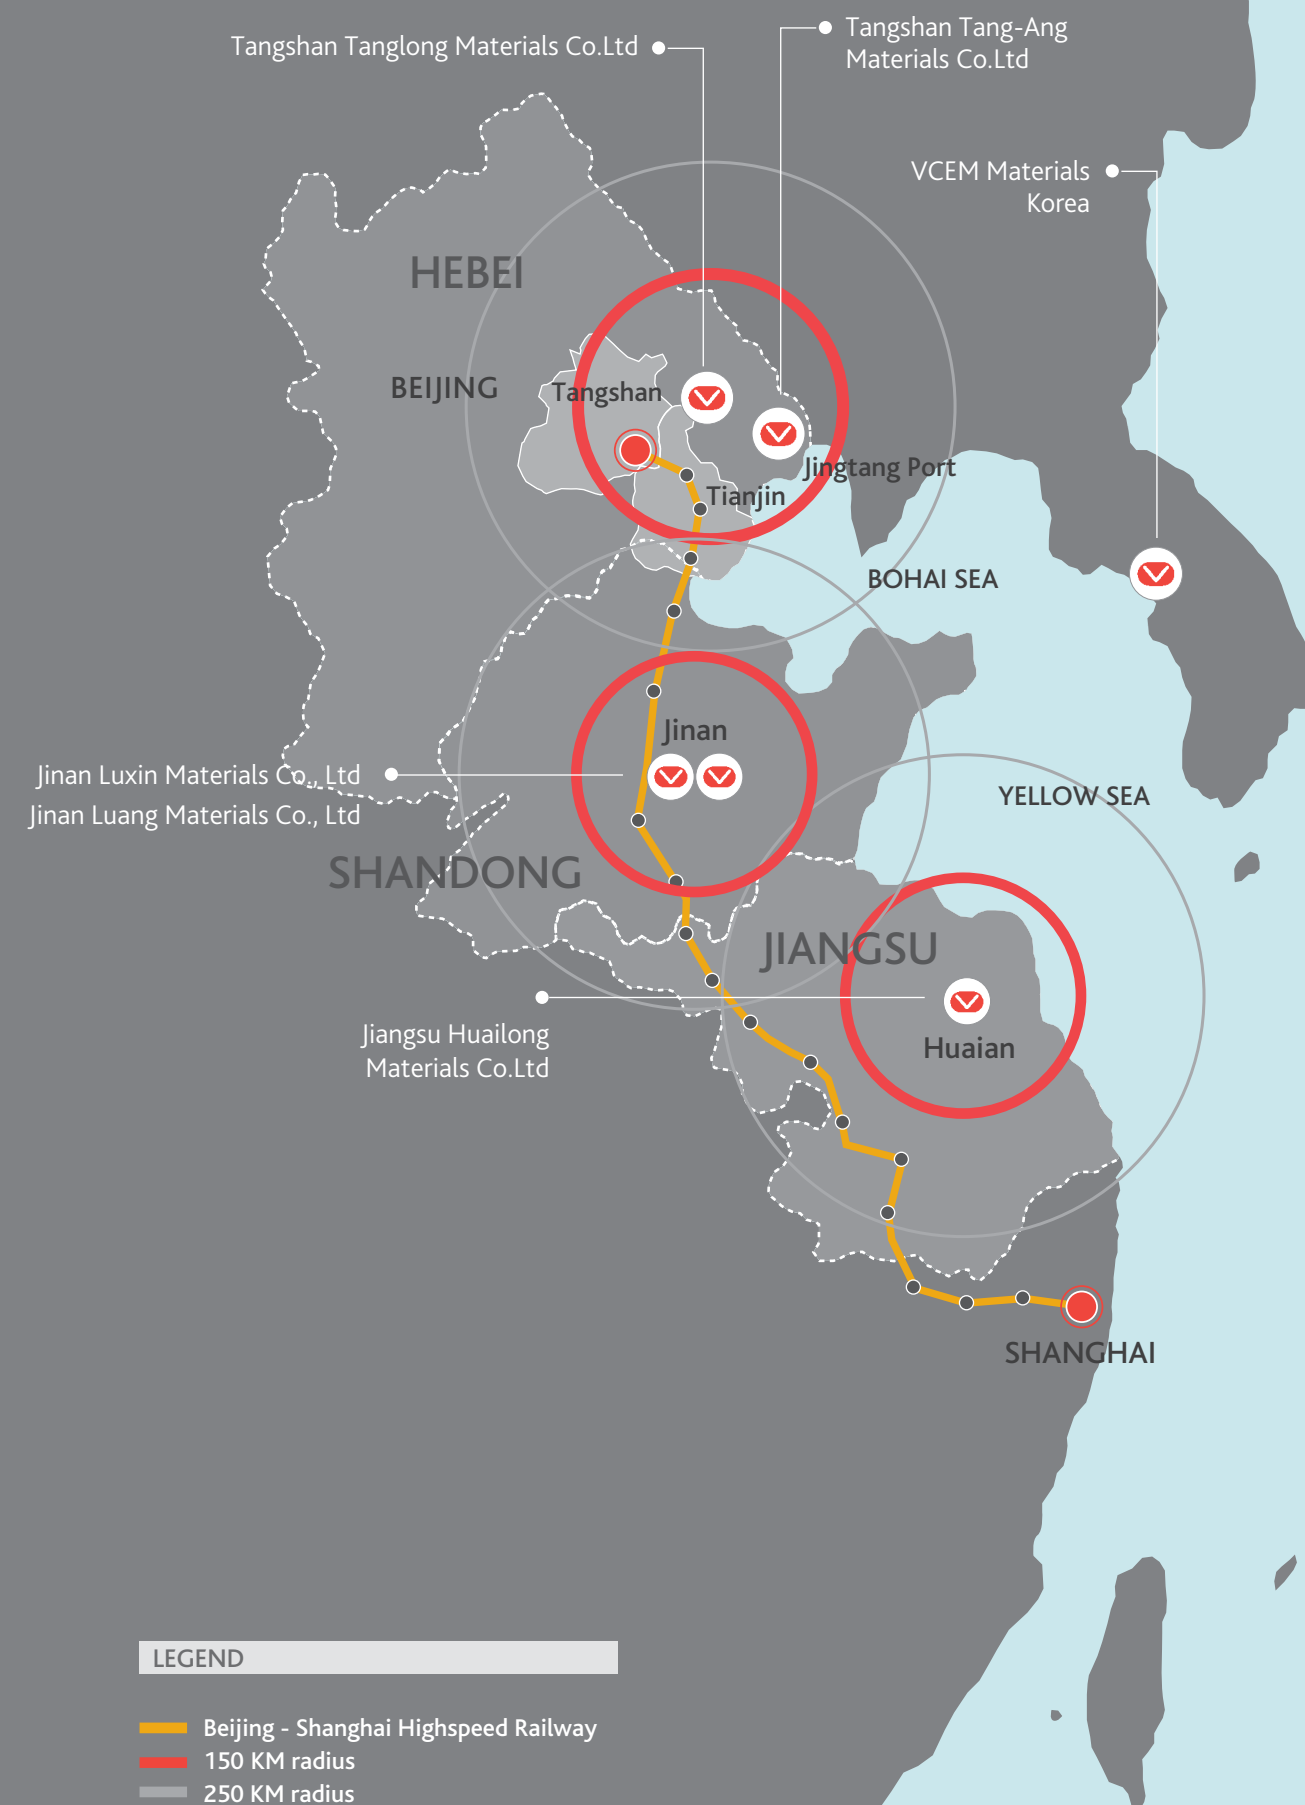 Tangshan Tanglong Materials Co.Ltd
Tangshan Tang-Ang
Materials Co.Ltd
VCEM Materials
Korea
HEBEI
BEIJING
Tangshan
Jingtang Port
Tianjin
BOHAI SEA
Jinan
Jinan Luxin Materials Co., Ltd
Jinan Luang Materials Co., Ltd
YELLOW SEA
SHANDONG
JIANGSU
Jiangsu Huailong
Materials Co.Ltd
Huaian
SHANGHAI
LEGEND
Beijing - Shanghai Highspeed Railway
150 KM radius
250 KM radius